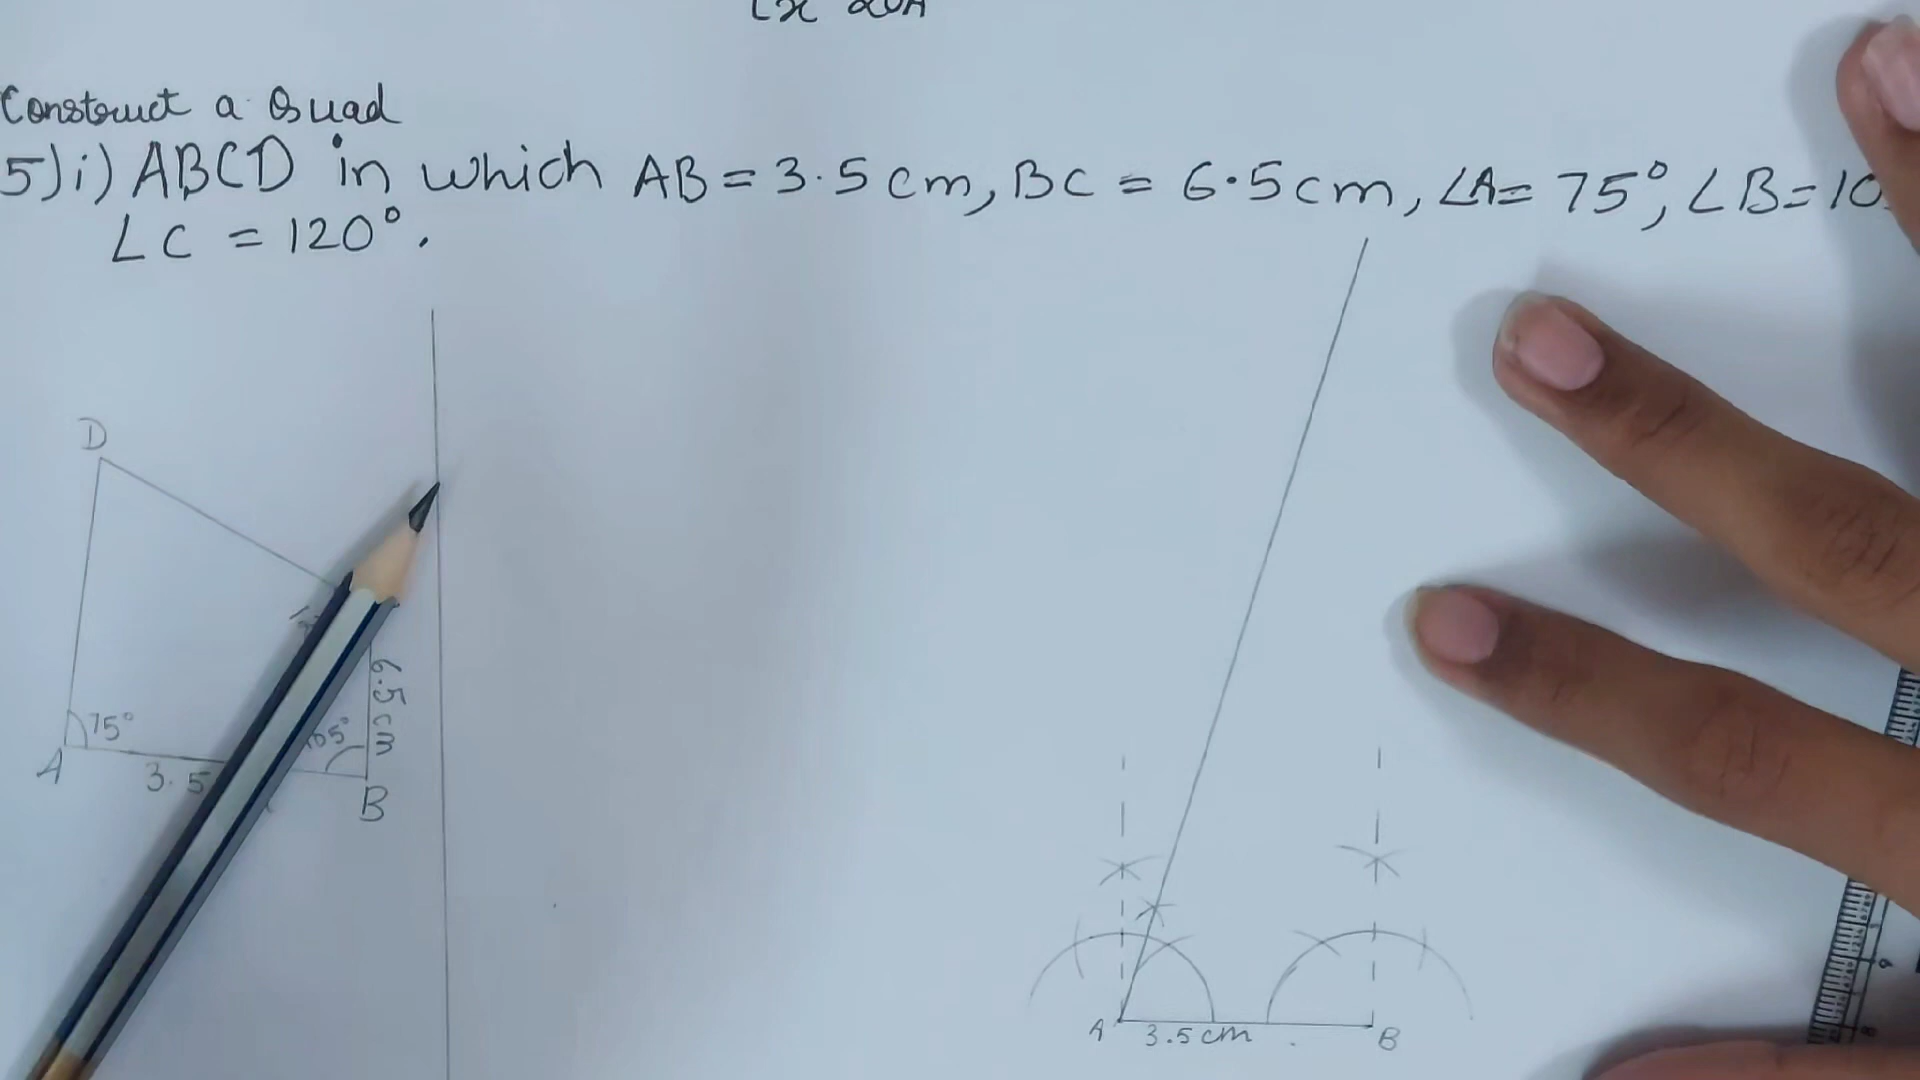 Construct a Quad
5)i) ABCD in which AB = 3.5 cm, BC = 6.5 cm, ∠A = 75°, ∠B = 10
∠C = 120°.
D
6.5 cm
75°
105°
A
3.5
B
A 3.5 cm B